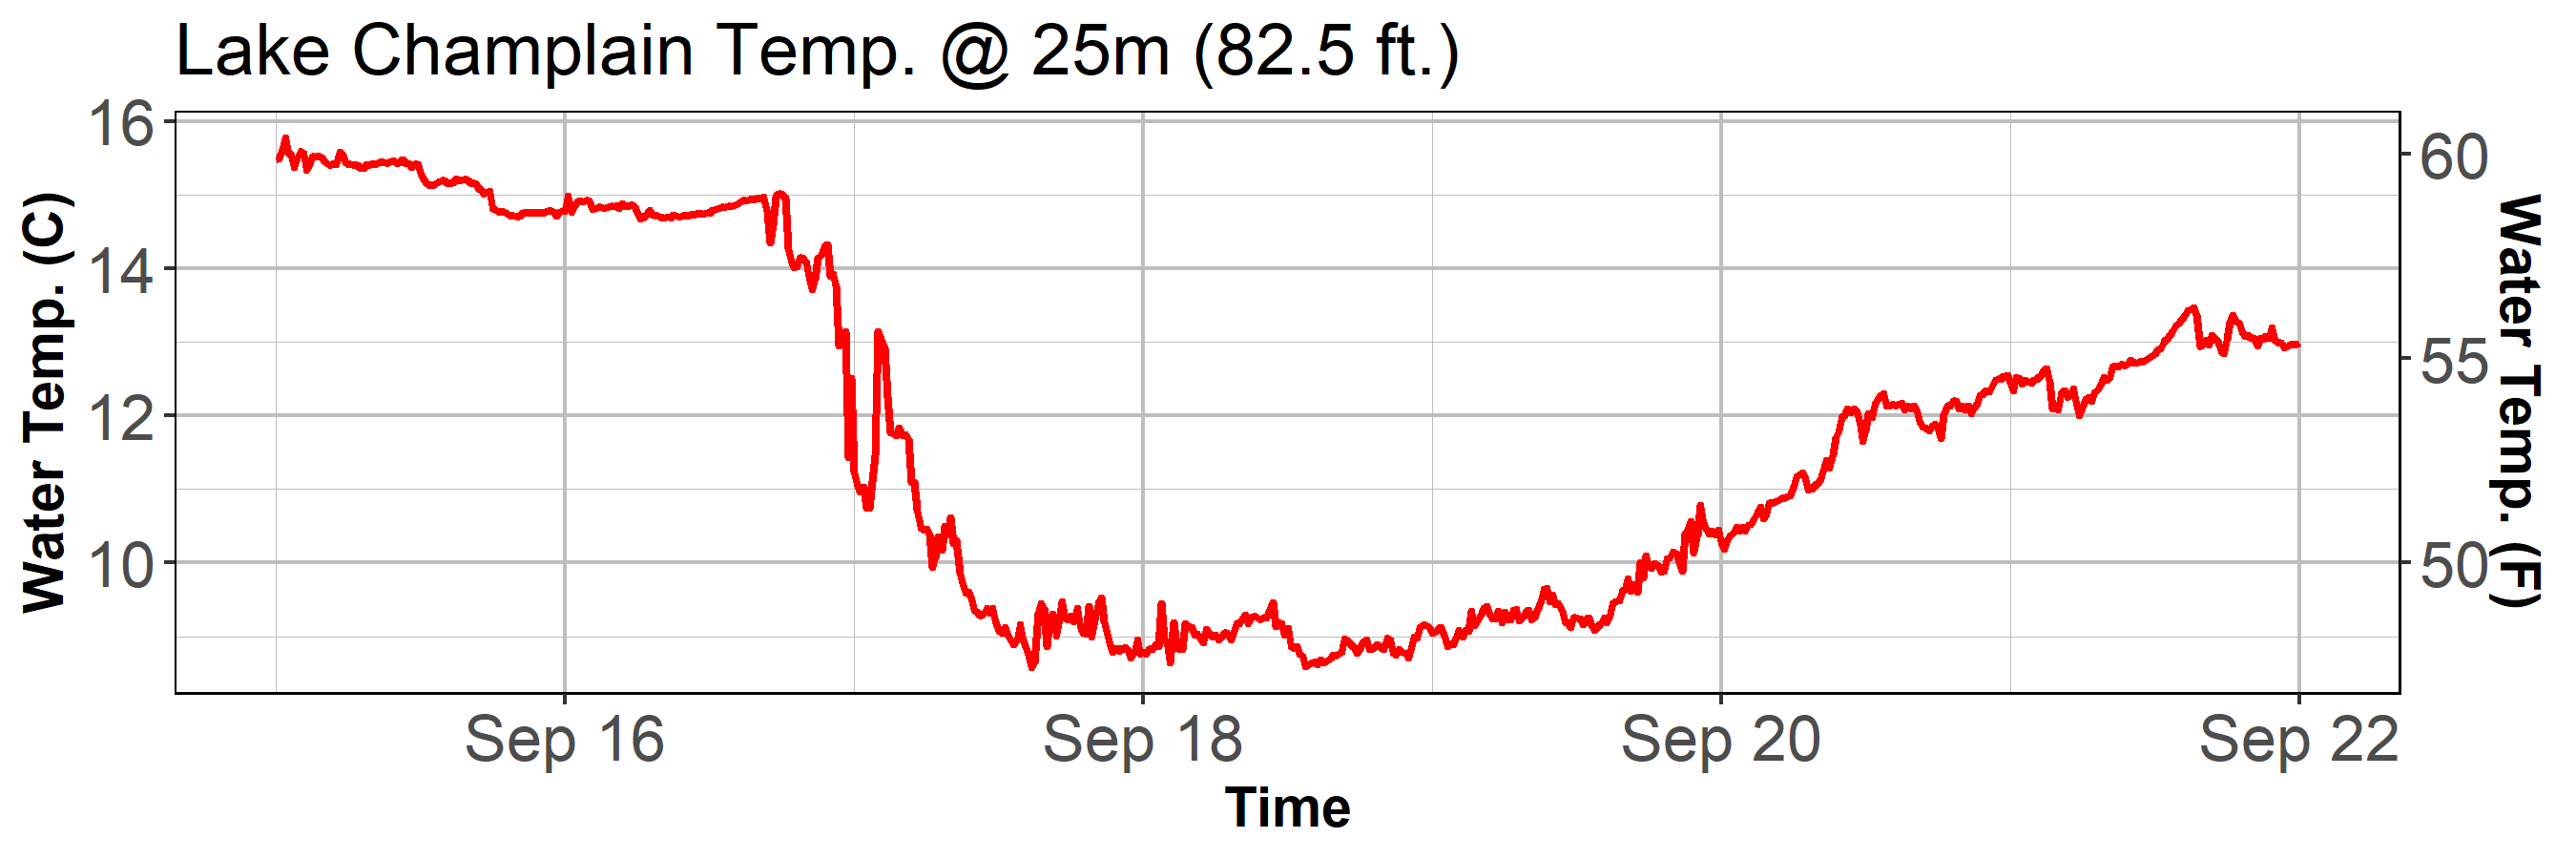 Lake Champlain Temp. @ 25m (82.5 ft.)
16
14
12
10
Water Temp. (C)
60
55
50
Water Temp. (F)
Sep 16
Sep 18
Sep 20
Sep 22
Time